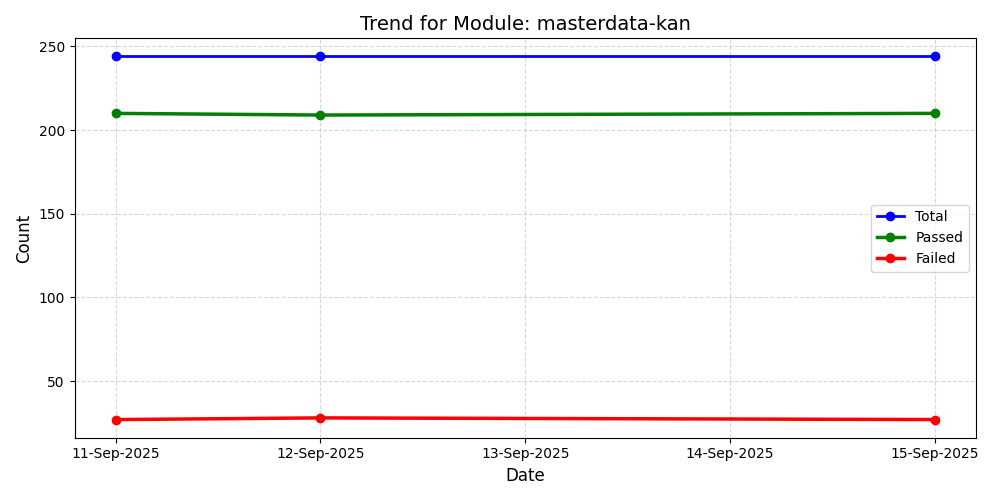 Trend for Module: masterdata-kan
250
200
150
100
50
Count
Total
Passed
Failed
11-Sep-2025
12-Sep-2025
13-Sep-2025
14-Sep-2025
15-Sep-2025
Date